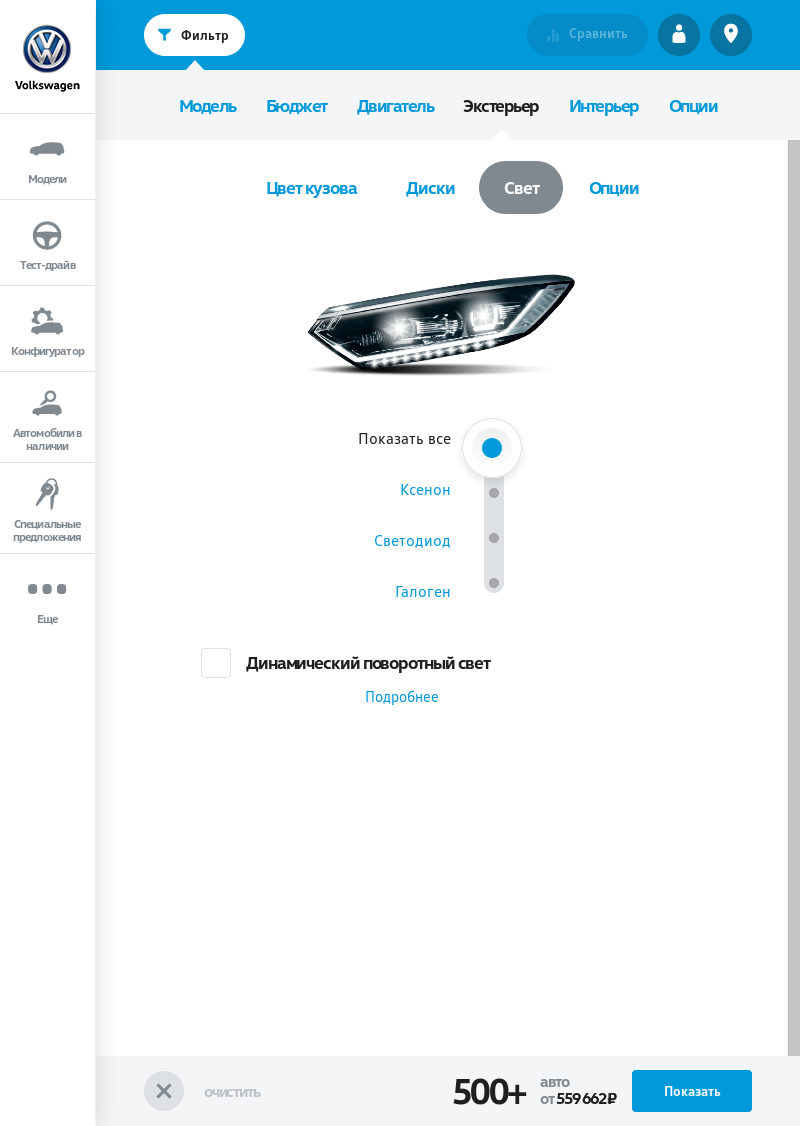 Volkswagen
Модели
Тест-драйв
Конфигуратор
Автомобили в
наличии
Специальные
предложения
Еще
Фильтр
Сравнить
Модель Бюджет Двигатель Экстерьер Интерьер Опции
Цвет кузова Диски Свет Опции
Показать все
Ксенон
Светодиод
Галоген
Динамический поворотный свет
Подробнее
очистить
500+
авто
от 559 662 ₽
Показать